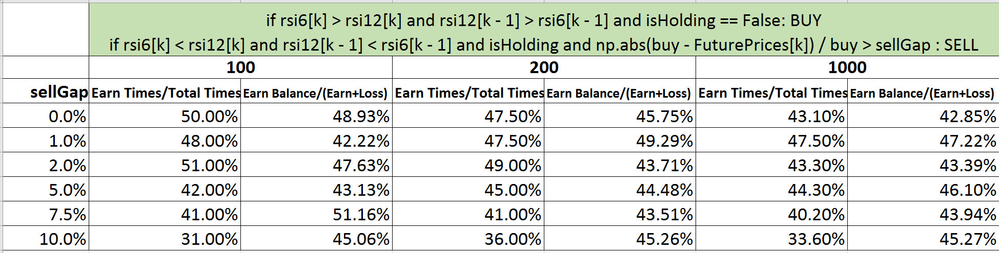 if rsi6[k] > rsi12[k] and rsi12[k - 1] > rsi6[k - 1] and isHolding == False: BUY
if rsi6[k] < rsi12[k] and rsi12[k - 1] < rsi6[k - 1] and isHolding and np.abs(buy - FuturePrices[k]) / buy > sellGap : SELL
100 200 1000
sellGap Earn Times/Total Times Earn Balance/(Earn+Loss) Earn Times/Total Times Earn Balance/(Earn+Loss) Earn Times/Total Times Earn Balance/(Earn+Loss)
0.0% 50.00% 48.93% 47.50% 45.75% 43.10% 42.85%
1.0% 48.00% 42.22% 47.50% 49.29% 47.50% 47.22%
2.0% 51.00% 47.63% 49.00% 43.71% 43.30% 43.39%
5.0% 42.00% 43.13% 45.00% 44.48% 44.30% 46.10%
7.5% 41.00% 51.16% 41.00% 43.51% 40.20% 43.94%
10.0% 31.00% 45.06% 36.00% 45.26% 33.60% 45.27%